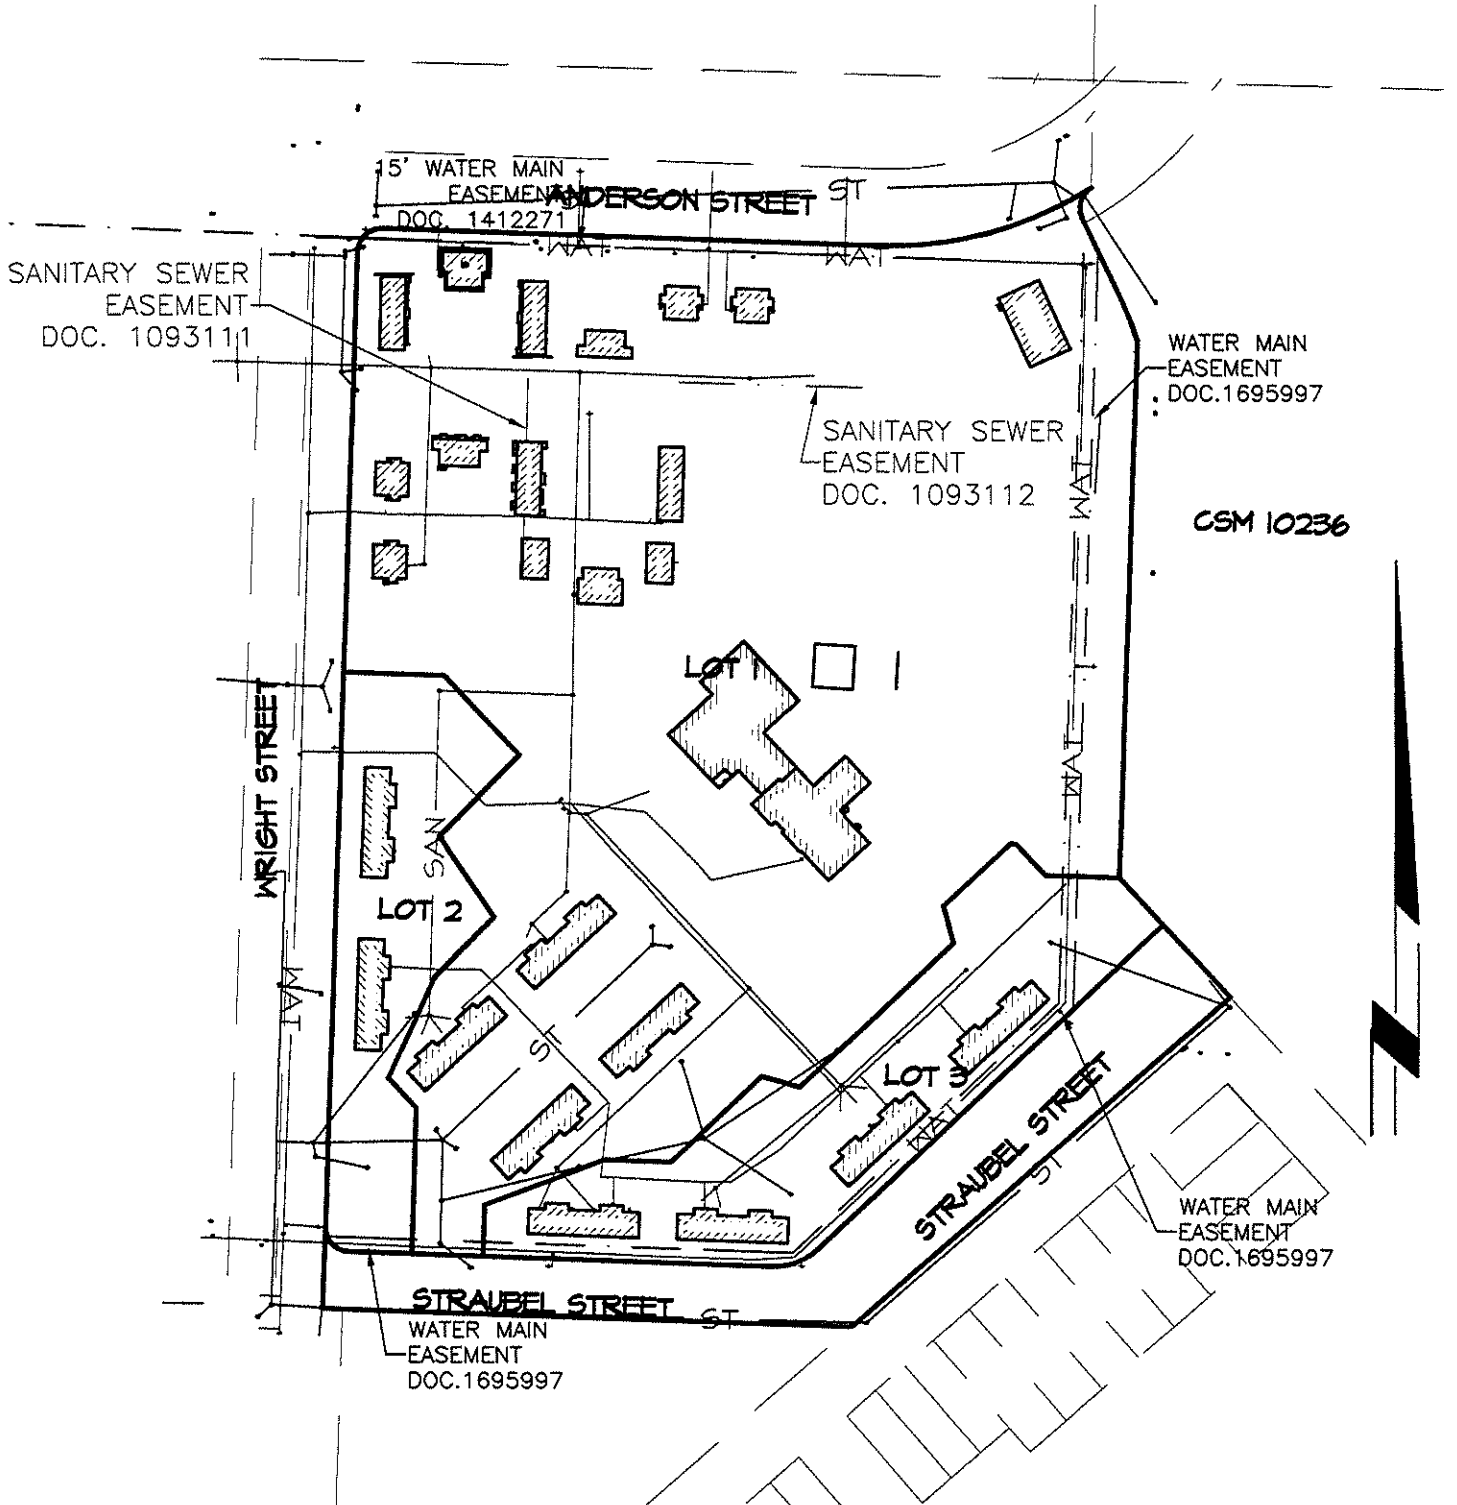 15' WATER MAIN
EASEMENT
DOC. 1412271
ANDERSON STREET
ST
WAT
WAT
SANITARY SEWER
EASEMENT
DOC. 1093111
WATER MAIN
EASEMENT
DOC.1695997
SANITARY SEWER
EASEMENT
DOC. 1093112
WAT
CSM 10236
LOT 1
WRIGHT STREET
WAT
SAN
LOT 2
WAT
ST
LOT 3
WAT
STRAUBEL STREET
ST
WATER MAIN
EASEMENT
DOC.1695997
STRAUBEL STREET
ST
WATER MAIN
EASEMENT
DOC.1695997